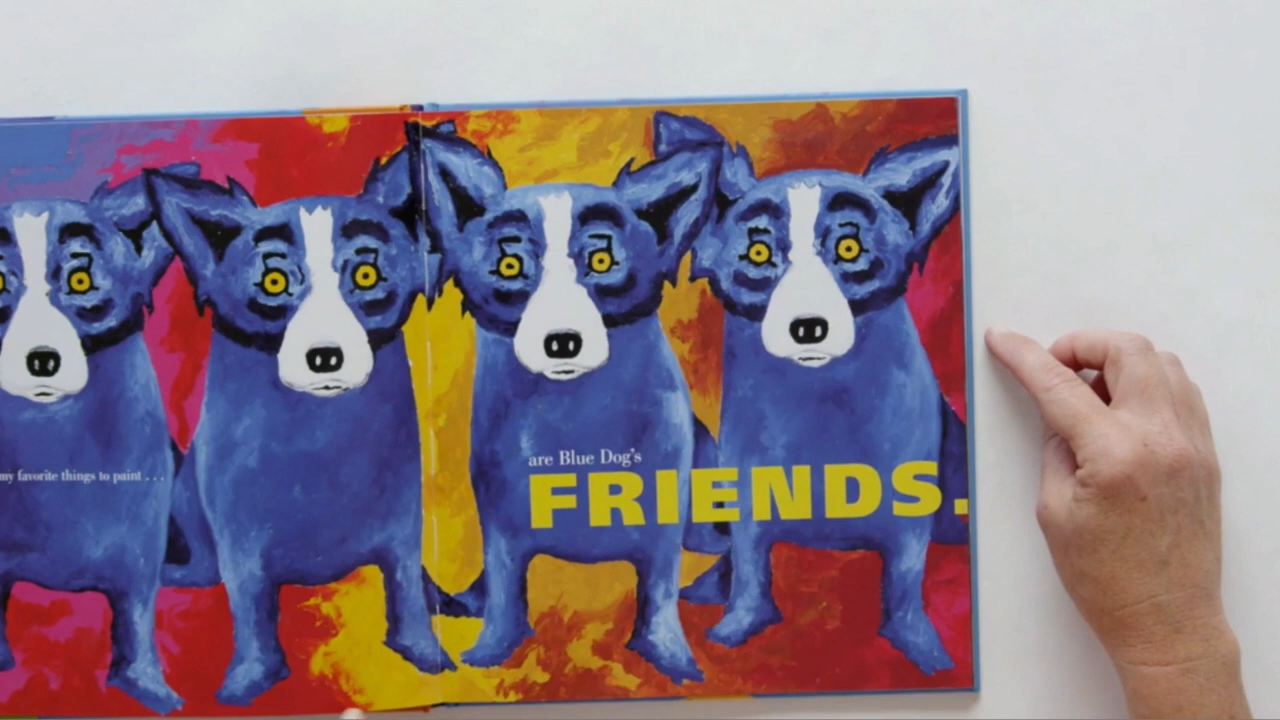 my favorite things to paint . . .
are Blue Dog's
FRIENDS.